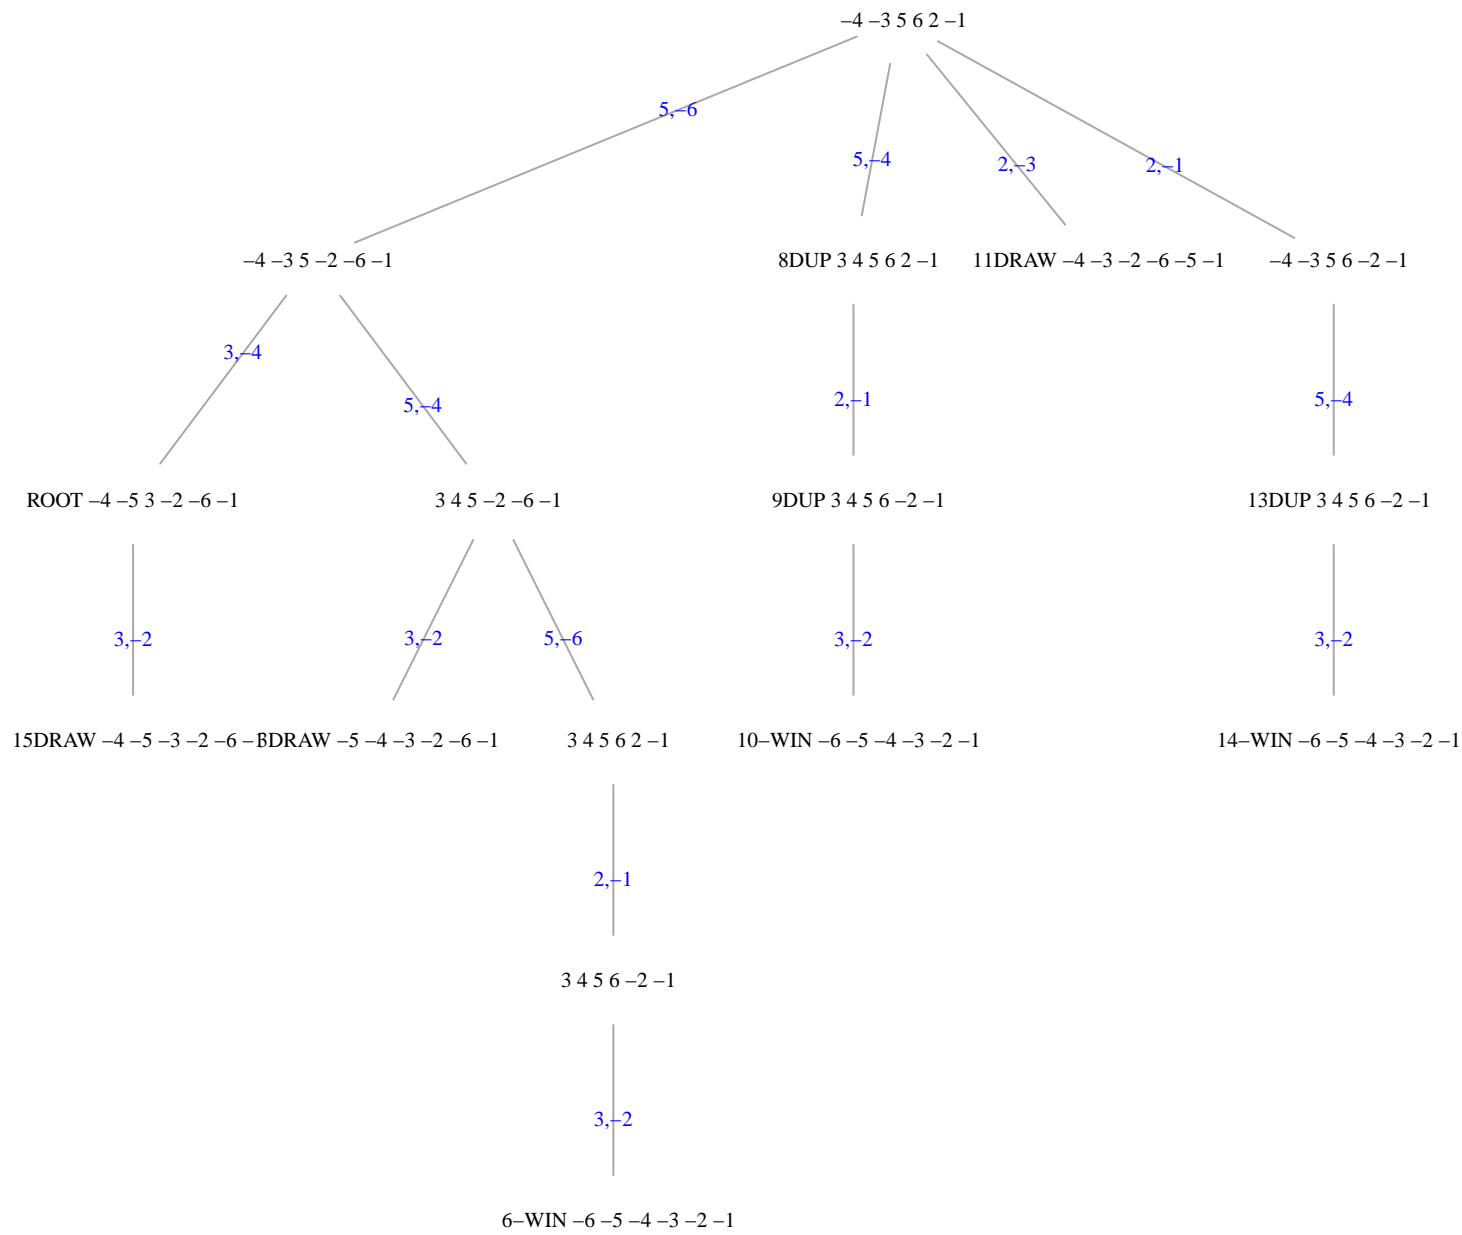 –4 –3 5 6 2 –1
5,–6
5,–4
2,–3
2,–1
–4 –3 5 –2 –6 –1
8DUP 3 4 5 6 2 –1
11DRAW –4 –3 –2 –6 –5 –1
–4 –3 5 6 –2 –1
3,–4
5,–4
2,–1
5,–4
ROOT –4 –5 3 –2 –6 –1
3 4 5 –2 –6 –1
9DUP 3 4 5 6 –2 –1
13DUP 3 4 5 6 –2 –1
3,–2
3,–2
5,–6
3,–2
3,–2
15DRAW –4 –5 –3 –2 –6 –
3DRAW –5 –4 –3 –2 –6 –1
3 4 5 6 2 –1
10–WIN –6 –5 –4 –3 –2 –1
14–WIN –6 –5 –4 –3 –2 –1
2,–1
3 4 5 6 –2 –1
3,–2
6–WIN –6 –5 –4 –3 –2 –1